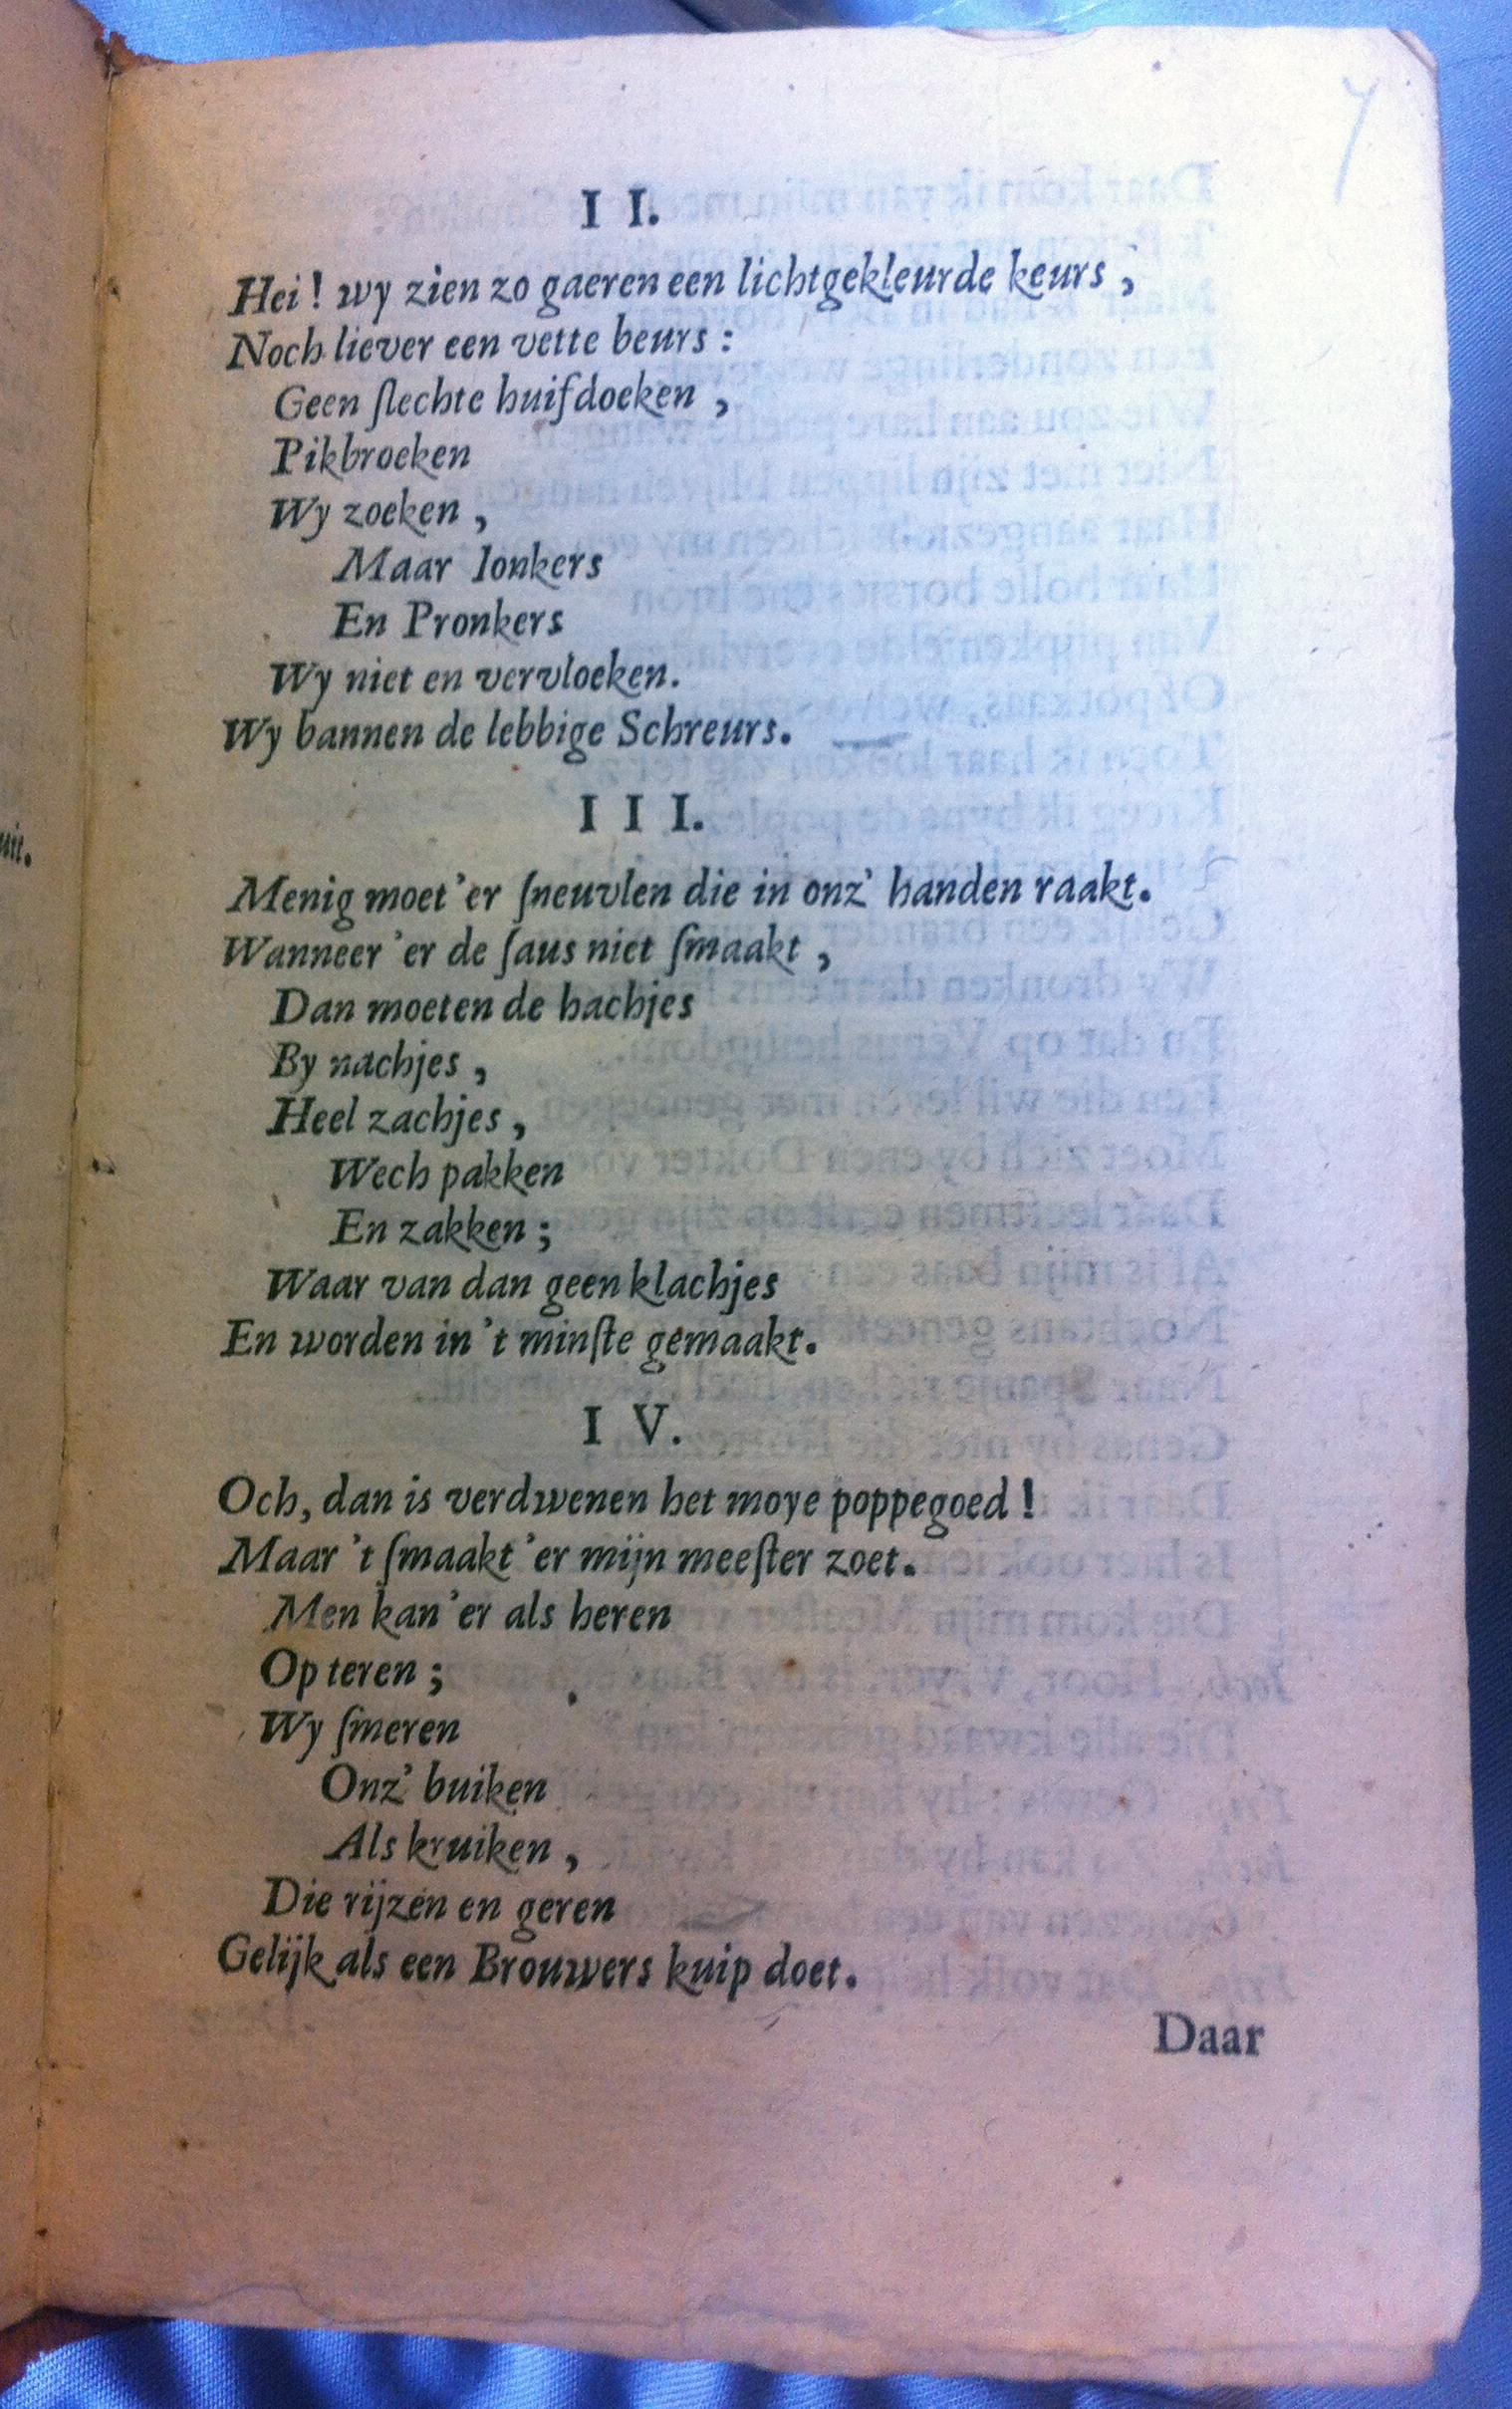 7
I I.
Hei! wy zien zo gaeren een lichtgekleurde keurs,
Noch liever een vette beurs:
Geen ſlechte huifdoeken,
Pikbroeken
Wy zoeken,
Maar lonkers
En Pronkers
Wy niet en vervloeken.
Wy bannen de lebbige Schreurs.
I I I.
Menig moet'er ſneuvlen die in onz' handen raakt.
Wanneer 'er de ſaus niet ſmaakt,
Dan moeten de hachjes
By nachjes,
Heel zachjes,
Wech pakken
En zakken;
Waar van dan geen klachjes
En worden in 't minſte gemaakt.
I V.
Och, dan is verdwenen het moye poppegoed!
Maar 't ſmaakt 'er mijn meeſter zoet.
Men kan 'er als heren
Op teren;
Wy ſmeren
Onz' buiken
Als kruiken,
Die rijzen en geren
Gelijk als een Brouwers kuip doet.
Daar